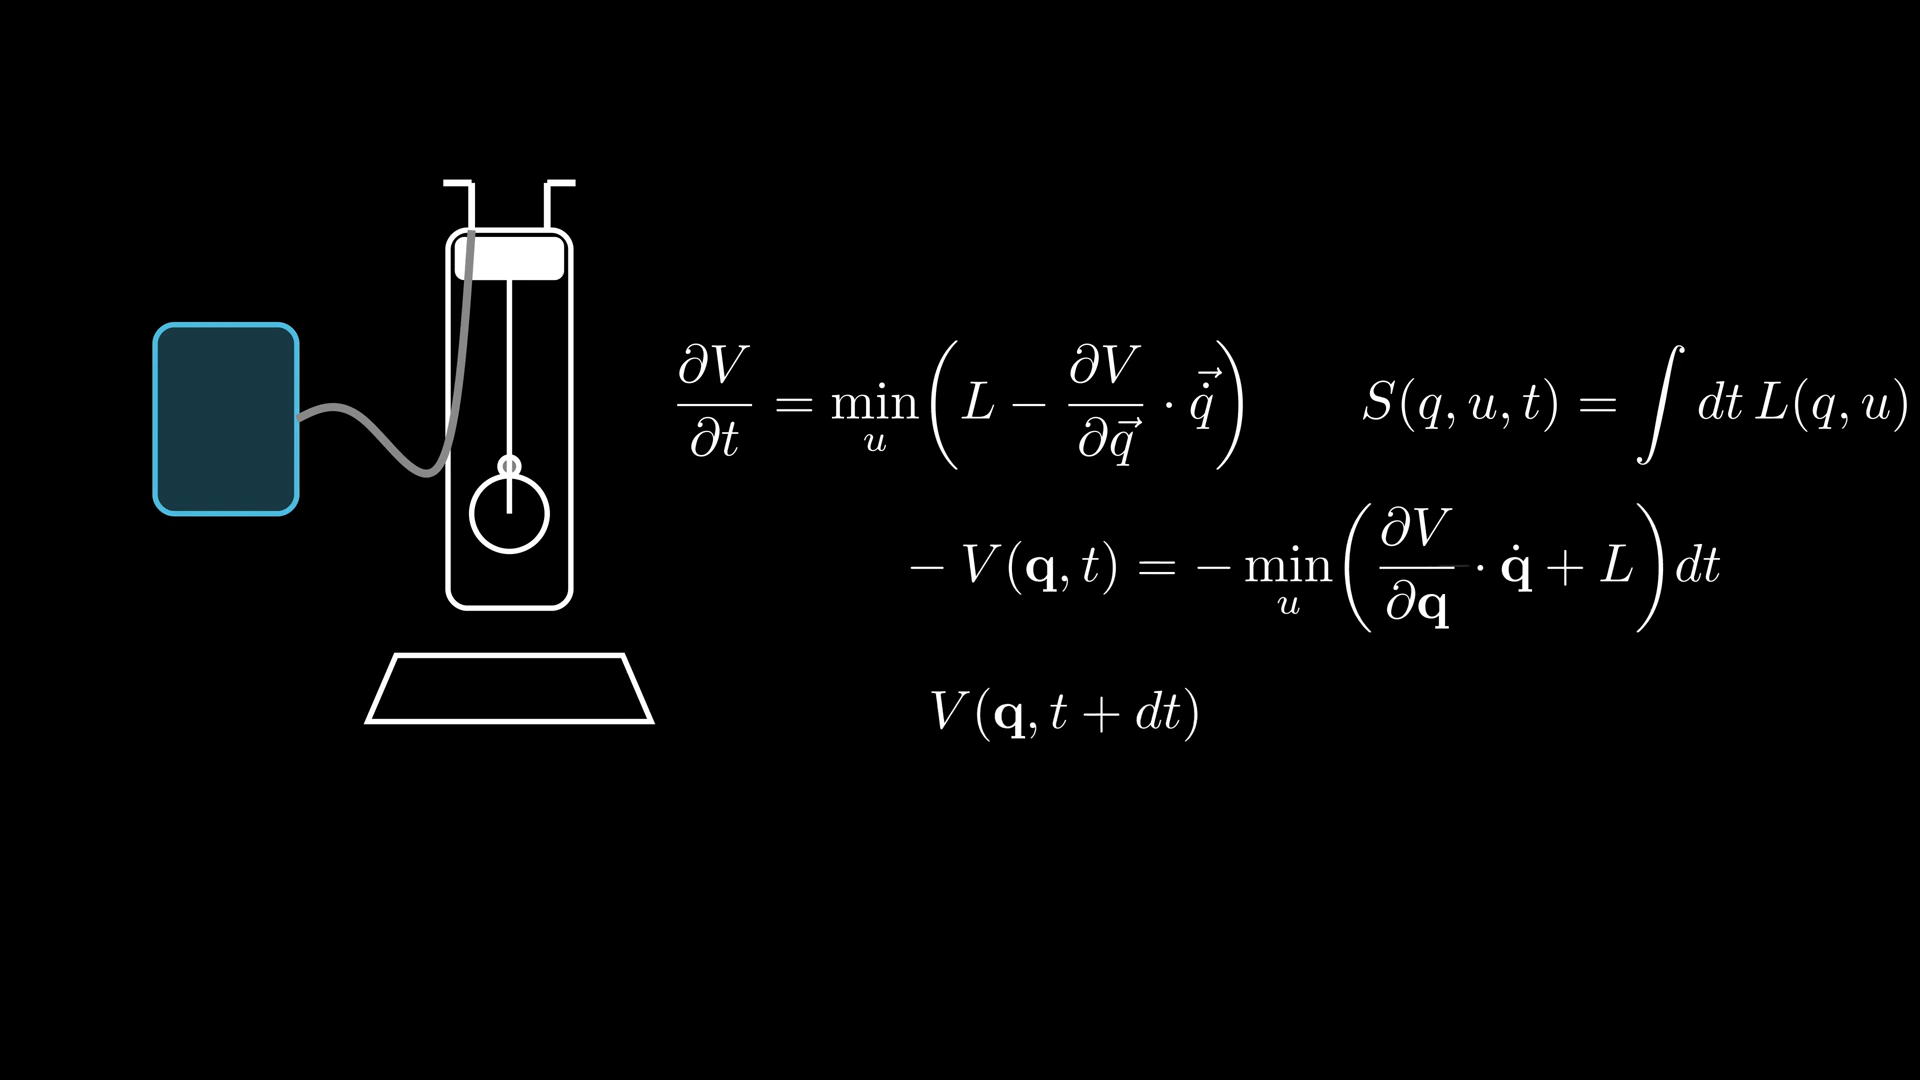 ∂V/∂t = min_u (L − ∂V/∂q⃗ · q̇⃗)
S(q, u, t) = ∫ dt L(q, u)
− V(𝐪, t) = − min_u (∂V/∂𝐪 · 𝐪̇ + L) dt
V(𝐪, t + dt)